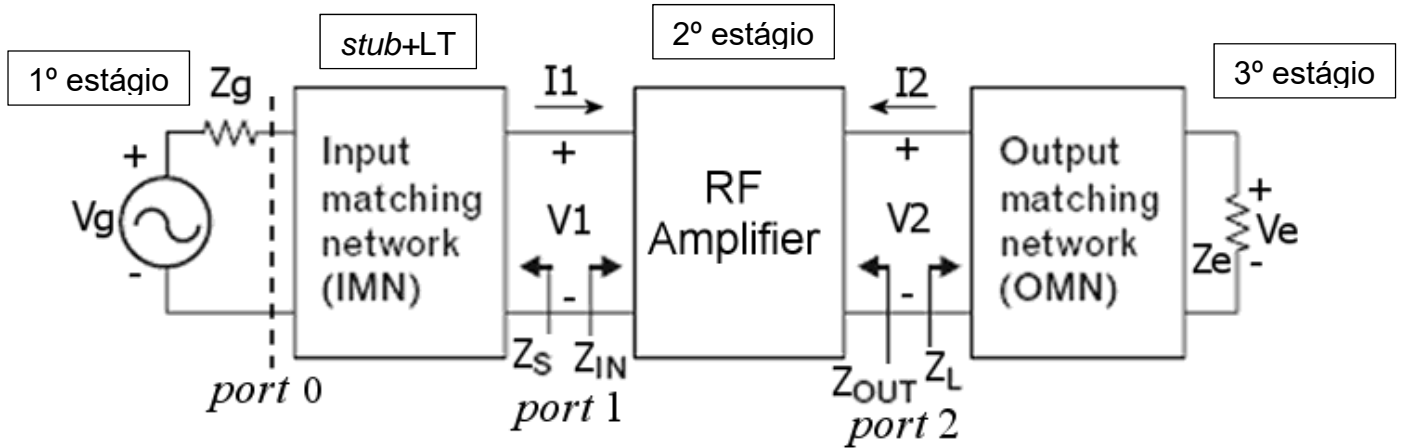 stub+LT
2º estágio
1º estágio
3º estágio
Zg
I1
I2
+
+
+
+
Vg
-
Input
matching
network
(IMN)
V1
-
RF
Amplifier
V2
-
Output
matching
network
(OMN)
Ze
Ve
-
ZS
ZIN
ZOUT
ZL
port 0
port 1
port 2